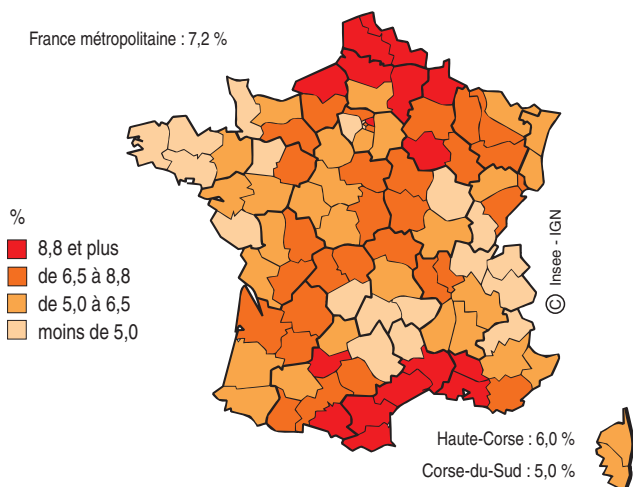 France métropolitaine : 7,2 %
%
8,8 et plus
de 6,5 à 8,8
de 5,0 à 6,5
moins de 5,0
© Insee - IGN
Haute-Corse : 6,0 %
Corse-du-Sud : 5,0 %